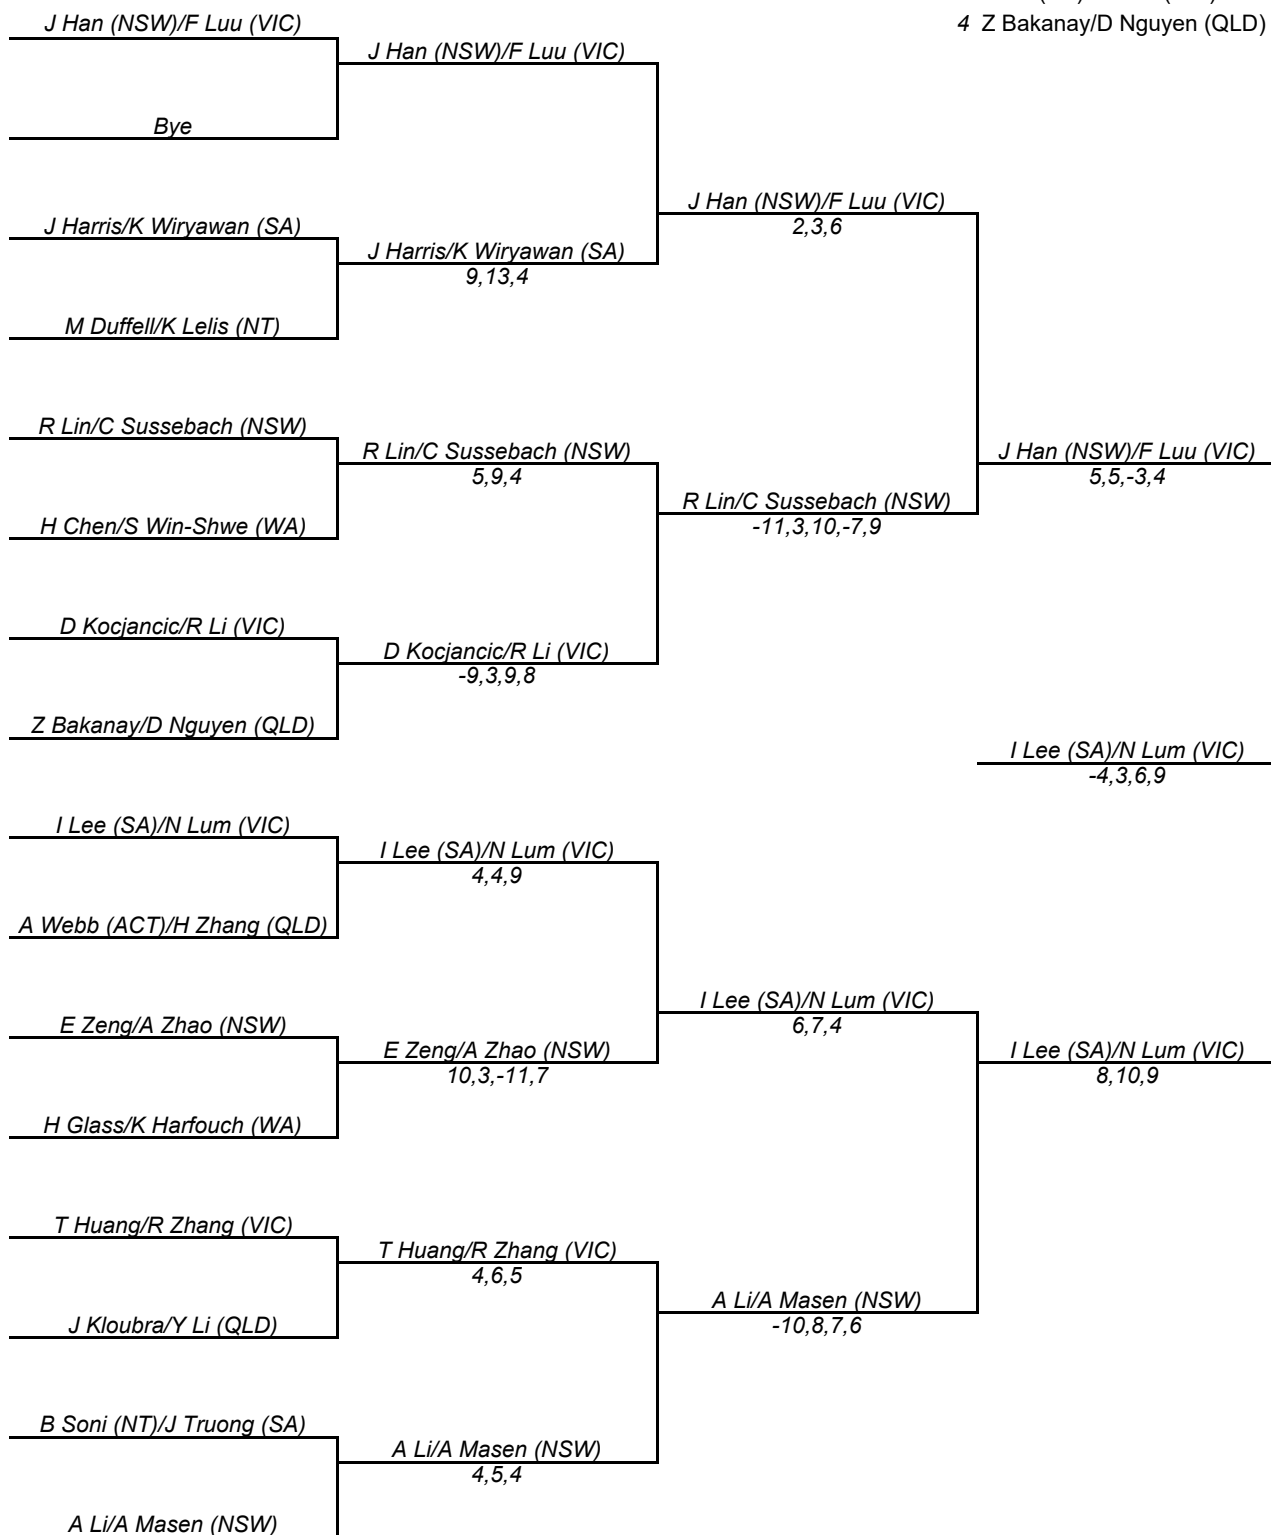 4 Z Bakanay/D Nguyen (QLD)
J Han (NSW)/F Luu (VIC)
J Han (NSW)/F Luu (VIC)
Bye
J Han (NSW)/F Luu (VIC)
2,3,6
J Harris/K Wiryawan (SA)
J Harris/K Wiryawan (SA)
9,13,4
M Duffell/K Lelis (NT)
R Lin/C Sussebach (NSW)
R Lin/C Sussebach (NSW)
5,9,4
J Han (NSW)/F Luu (VIC)
5,5,-3,4
R Lin/C Sussebach (NSW)
-11,3,10,-7,9
H Chen/S Win-Shwe (WA)
D Kocjancic/R Li (VIC)
D Kocjancic/R Li (VIC)
-9,3,9,8
Z Bakanay/D Nguyen (QLD)
I Lee (SA)/N Lum (VIC)
-4,3,6,9
I Lee (SA)/N Lum (VIC)
I Lee (SA)/N Lum (VIC)
4,4,9
A Webb (ACT)/H Zhang (QLD)
I Lee (SA)/N Lum (VIC)
6,7,4
E Zeng/A Zhao (NSW)
E Zeng/A Zhao (NSW)
10,3,-11,7
I Lee (SA)/N Lum (VIC)
8,10,9
H Glass/K Harfouch (WA)
T Huang/R Zhang (VIC)
T Huang/R Zhang (VIC)
4,6,5
A Li/A Masen (NSW)
-10,8,7,6
J Kloubra/Y Li (QLD)
B Soni (NT)/J Truong (SA)
A Li/A Masen (NSW)
4,5,4
A Li/A Masen (NSW)